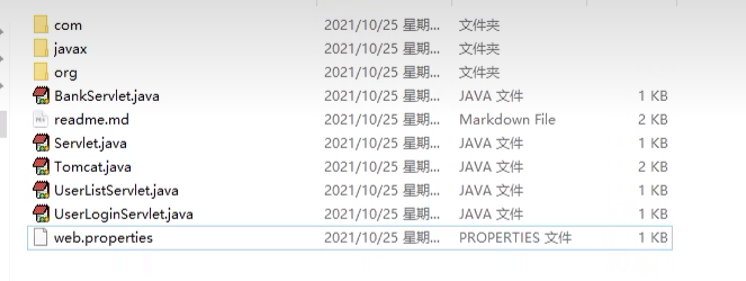 com 2021/10/25 星期... 文件夹
javax 2021/10/25 星期... 文件夹
org 2021/10/25 星期... 文件夹
BankServlet.java 2021/10/25 星期... JAVA 文件 1 KB
readme.md 2021/10/25 星期... Markdown File 2 KB
Servlet.java 2021/10/25 星期... JAVA 文件 1 KB
Tomcat.java 2021/10/25 星期... JAVA 文件 2 KB
UserListServlet.java 2021/10/25 星期... JAVA 文件 1 KB
UserLoginServlet.java 2021/10/25 星期... JAVA 文件 1 KB
web.properties 2021/10/25 星期... PROPERTIES 文件 1 KB